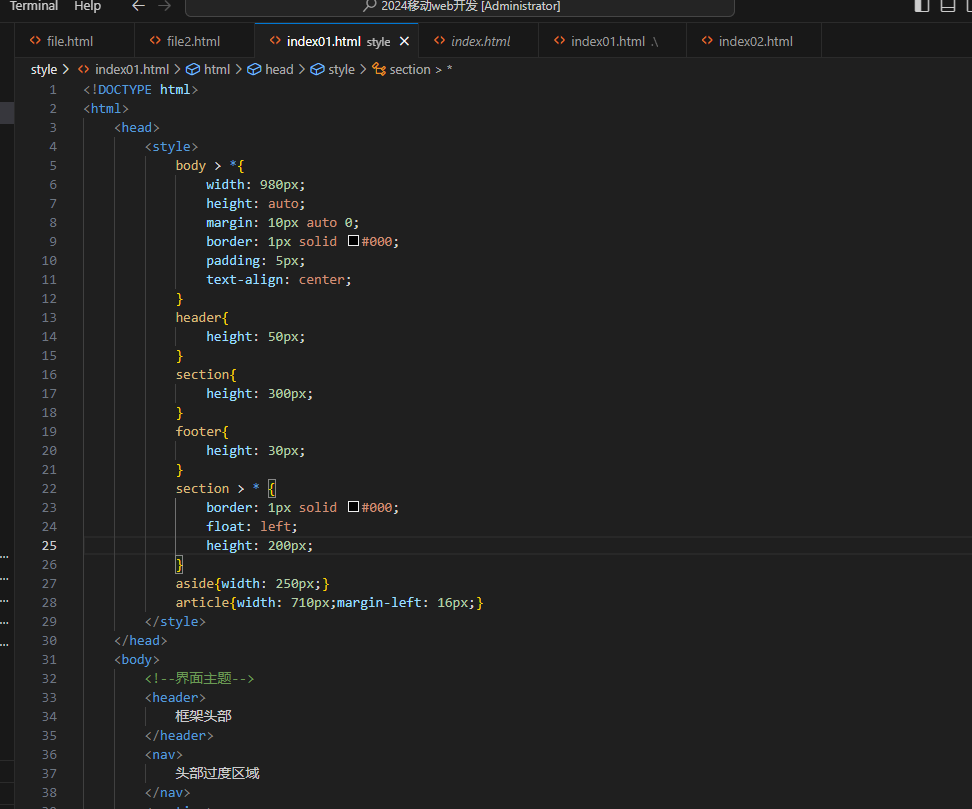 Terminal Help 2024移动web开发 [Administrator]
file.html file2.html index01.html style index.html index01.html .\ index02.html
style > index01.html > html > head > style > section > *
1 <!DOCTYPE html>
2 <html>
3 <head>
4 <style>
5 body > *{
6 width: 980px;
7 height: auto;
8 margin: 10px auto 0;
9 border: 1px solid #000;
10 padding: 5px;
11 text-align: center;
12 }
13 header{
14 height: 50px;
15 }
16 section{
17 height: 300px;
18 }
19 footer{
20 height: 30px;
21 }
22 section > * {
23 border: 1px solid #000;
24 float: left;
25 height: 200px;
26 }
27 aside{width: 250px;}
28 article{width: 710px;margin-left: 16px;}
29 </style>
30 </head>
31 <body>
32 <!--界面主题-->
33 <header>
34 框架头部
35 </header>
36 <nav>
37 头部过度区域
38 </nav>